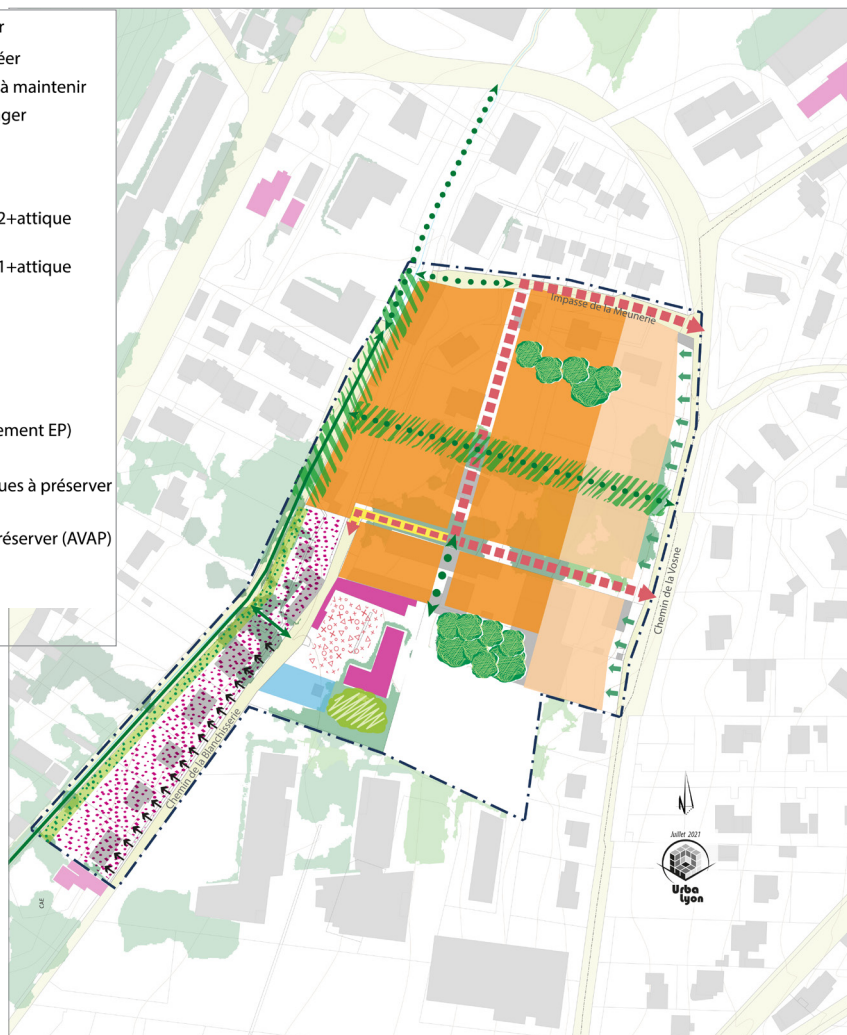 r
éer
à maintenir
ger
2+attique
1+attique
ement EP)
ues à préserver
réserver (AVAP)
Impasse de la Meunerie
Chemin de la Vosne
Chemin de la Blanchisserie
N
Juillet 2021
Urba
Lyon
CAE